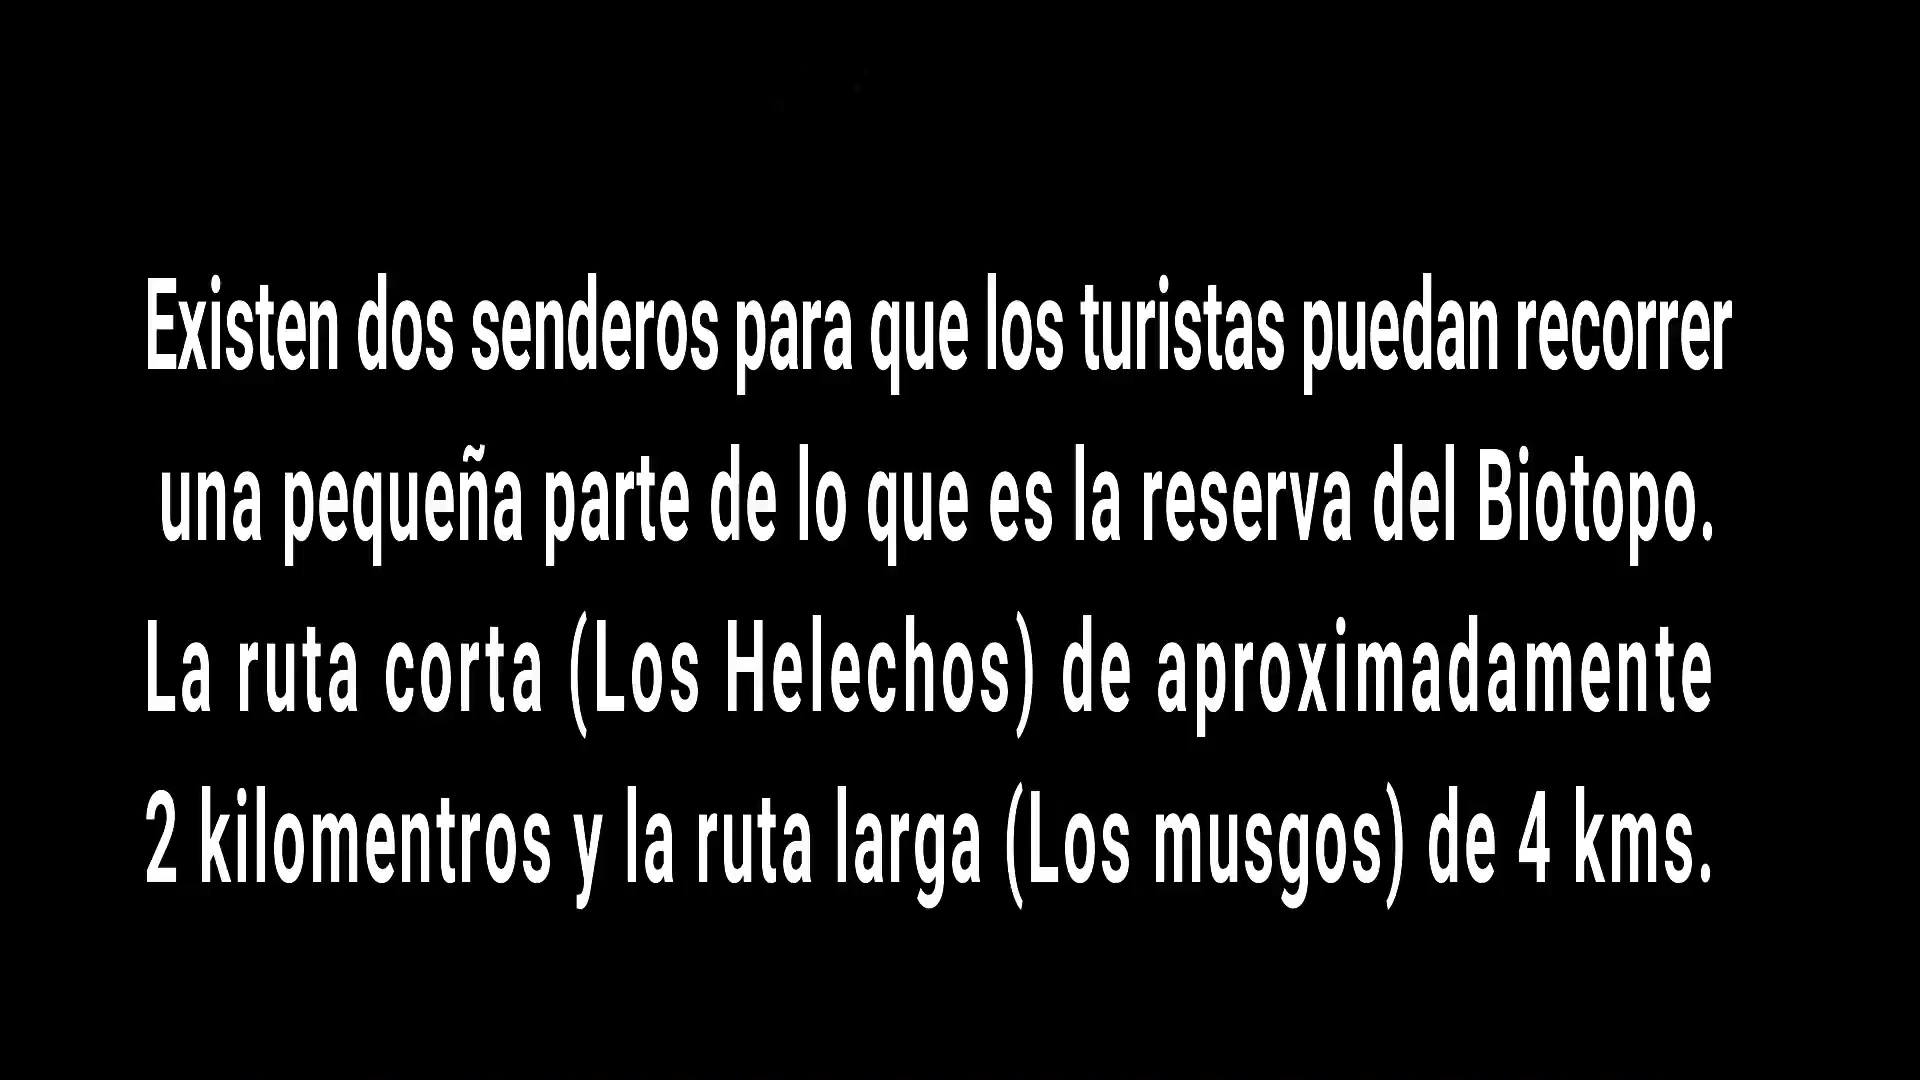 Existen dos senderos para que los turistas puedan recorrer
una pequeña parte de lo que es la reserva del Biotopo.
La ruta corta (Los Helechos) de aproximadamente
2 kilomentros y la ruta larga (Los musgos) de 4 kms.